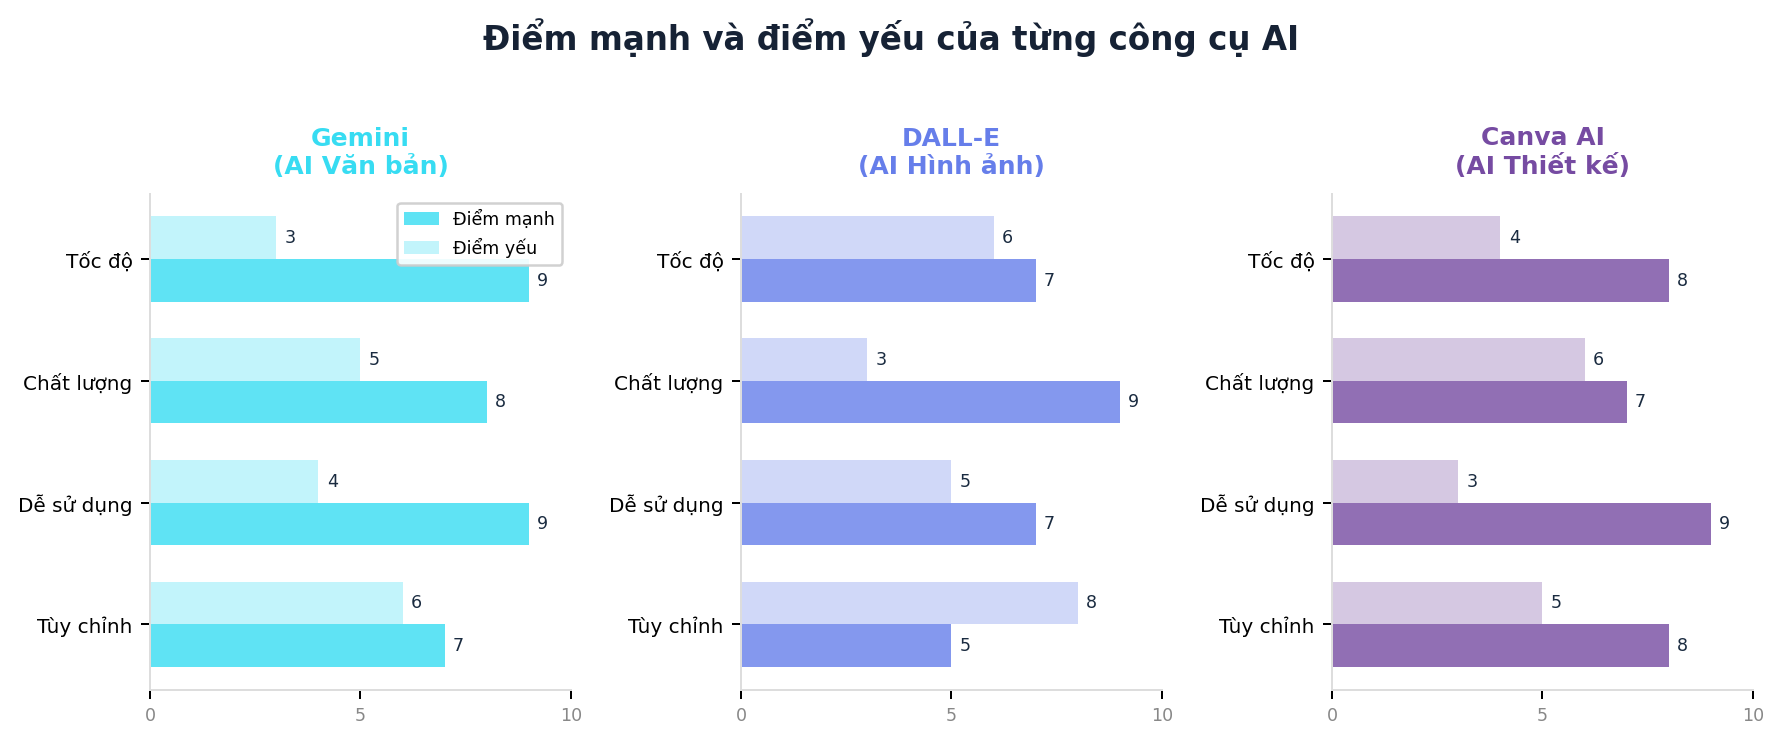 Điểm mạnh và điểm yếu của từng công cụ AI
Gemini
(AI Văn bản)
Điểm mạnh
Điểm yếu
Tốc độ
3
9
Chất lượng
5
8
Dễ sử dụng
4
9
Tùy chỉnh
6
7
0
5
10
DALL-E
(AI Hình ảnh)
Tốc độ
6
7
Chất lượng
3
9
Dễ sử dụng
5
7
Tùy chỉnh
8
5
0
5
10
Canva AI
(AI Thiết kế)
Tốc độ
4
8
Chất lượng
6
7
Dễ sử dụng
3
9
Tùy chỉnh
5
8
0
5
10